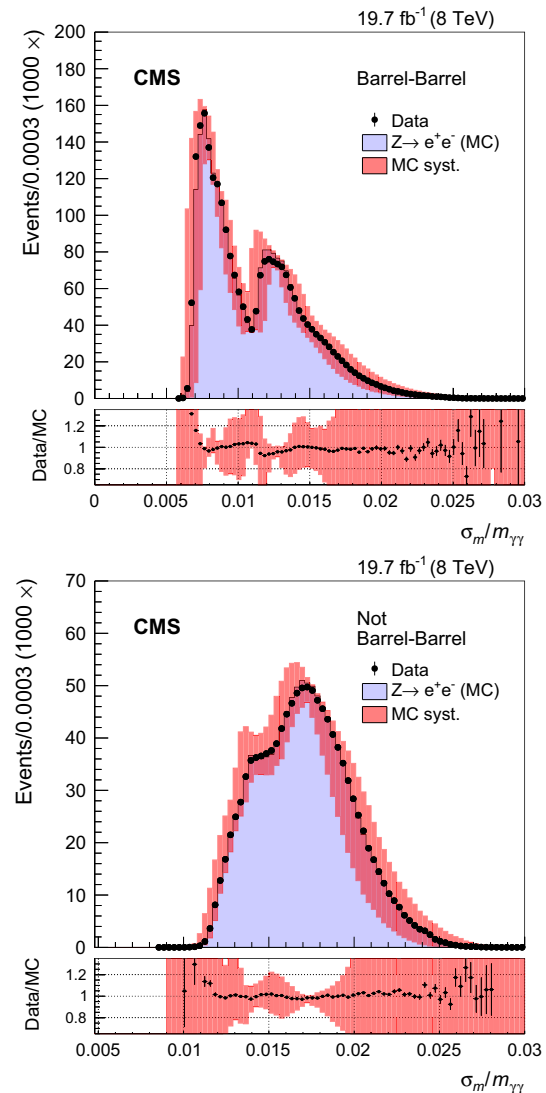 19.7 fb⁻¹ (8 TeV)
Events/0.0003 (1000 ×)
200
180
160
140
120
100
80
60
40
20
0
CMS
Barrel-Barrel
Data
Z→ e⁺e⁻ (MC)
MC syst.
Data/MC
1.2
1
0.8
0 0.005 0.01 0.015 0.02 0.025 0.03
σm/mγγ
19.7 fb⁻¹ (8 TeV)
Events/0.0003 (1000 ×)
70
60
50
40
30
20
10
0
CMS
Not
Barrel-Barrel
Data
Z→ e⁺e⁻ (MC)
MC syst.
Data/MC
1.2
1
0.8
0.005 0.01 0.015 0.02 0.025 0.03
σm/mγγ